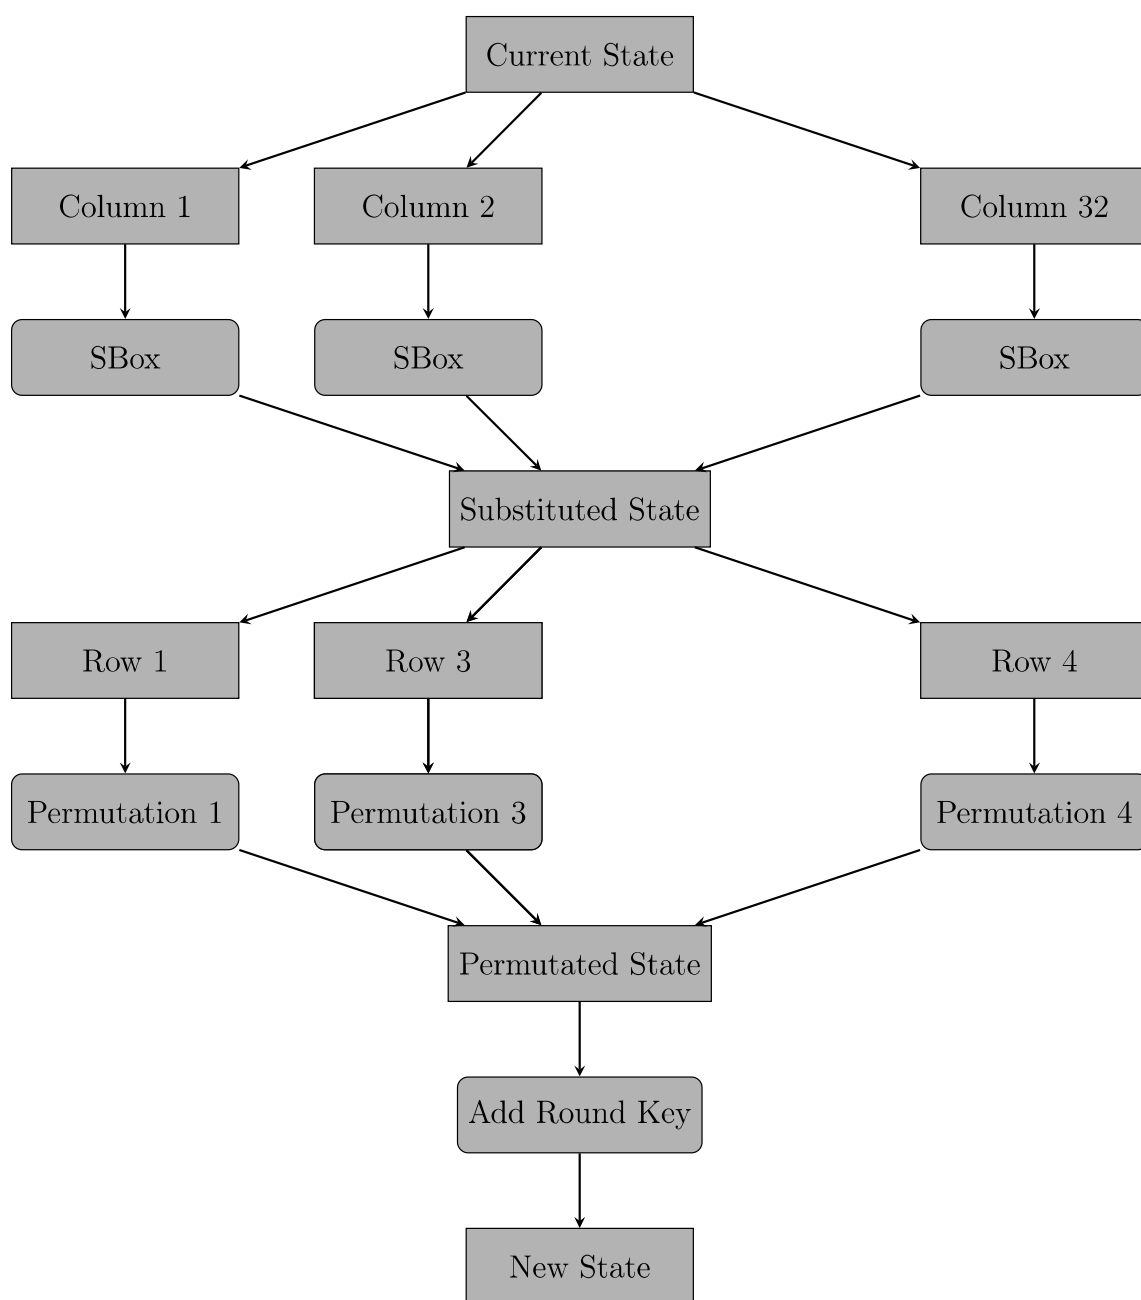 Current State
Column 1
Column 2
Column 32
SBox
SBox
SBox
Substituted State
Row 1
Row 3
Row 4
Permutation 1
Permutation 3
Permutation 4
Permutated State
Add Round Key
New State